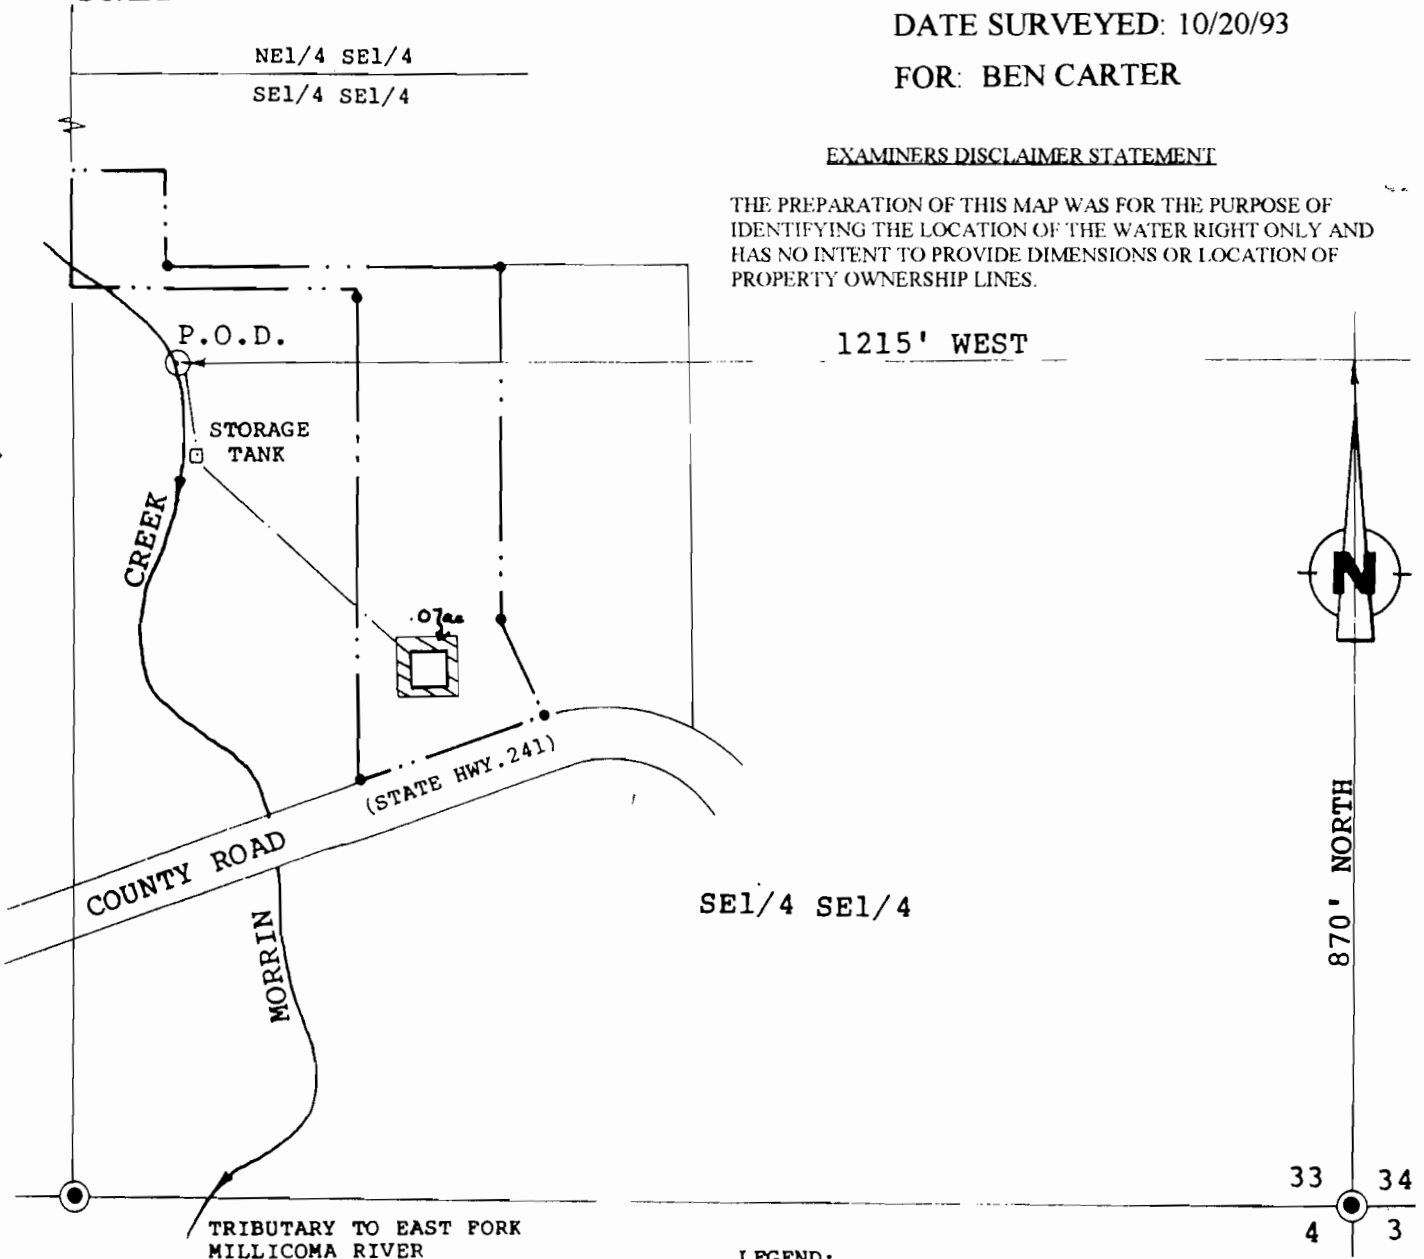 DATE SURVEYED: 10/20/93
FOR: BEN CARTER
NE1/4 SE1/4
SE1/4 SE1/4
EXAMINERS DISCLAIMER STATEMENT
THE PREPARATION OF THIS MAP WAS FOR THE PURPOSE OF
IDENTIFYING THE LOCATION OF THE WATER RIGHT ONLY AND
HAS NO INTENT TO PROVIDE DIMENSIONS OR LOCATION OF
PROPERTY OWNERSHIP LINES.
P.O.D.
1215' WEST
STORAGE
TANK
CREEK
N
.07ac
(STATE HWY.241)
COUNTY ROAD
870' NORTH
SE1/4 SE1/4
MORRIN
33 34
4 3
TRIBUTARY TO EAST FORK
MILLICOMA RIVER
LEGEND: